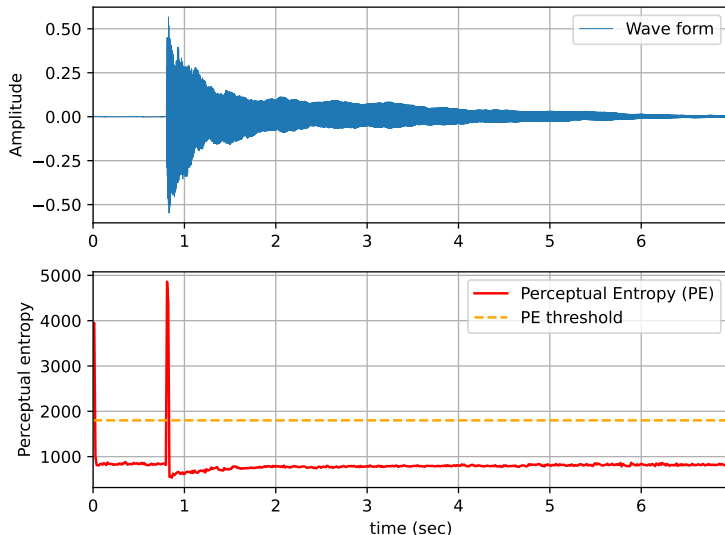 0.50
0.25
0.00
−0.25
−0.50
Amplitude
Wave form
0 1 2 3 4 5 6
5000
4000
3000
2000
1000
Perceptual entropy
Perceptual Entropy (PE)
PE threshold
0 1 2 3 4 5 6
time (sec)